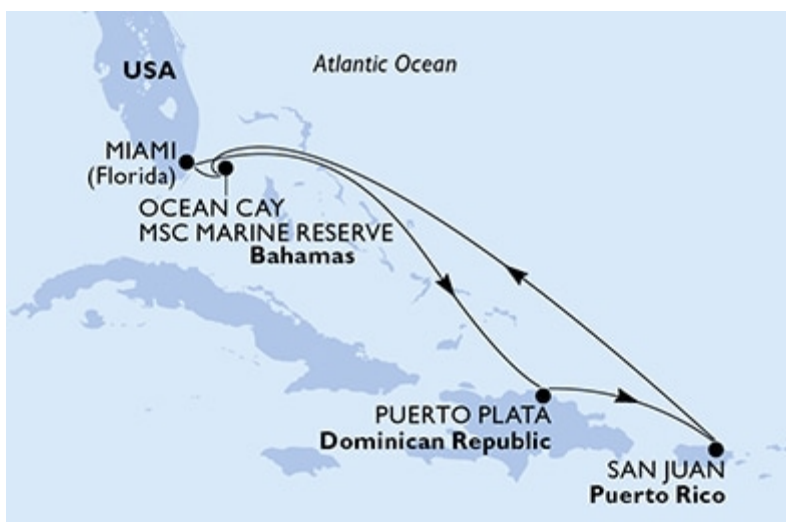 Atlantic Ocean
USA
MIAMI
(Florida)
OCEAN CAY
MSC MARINE RESERVE
Bahamas
PUERTO PLATA
Dominican Republic
SAN JUAN
Puerto Rico